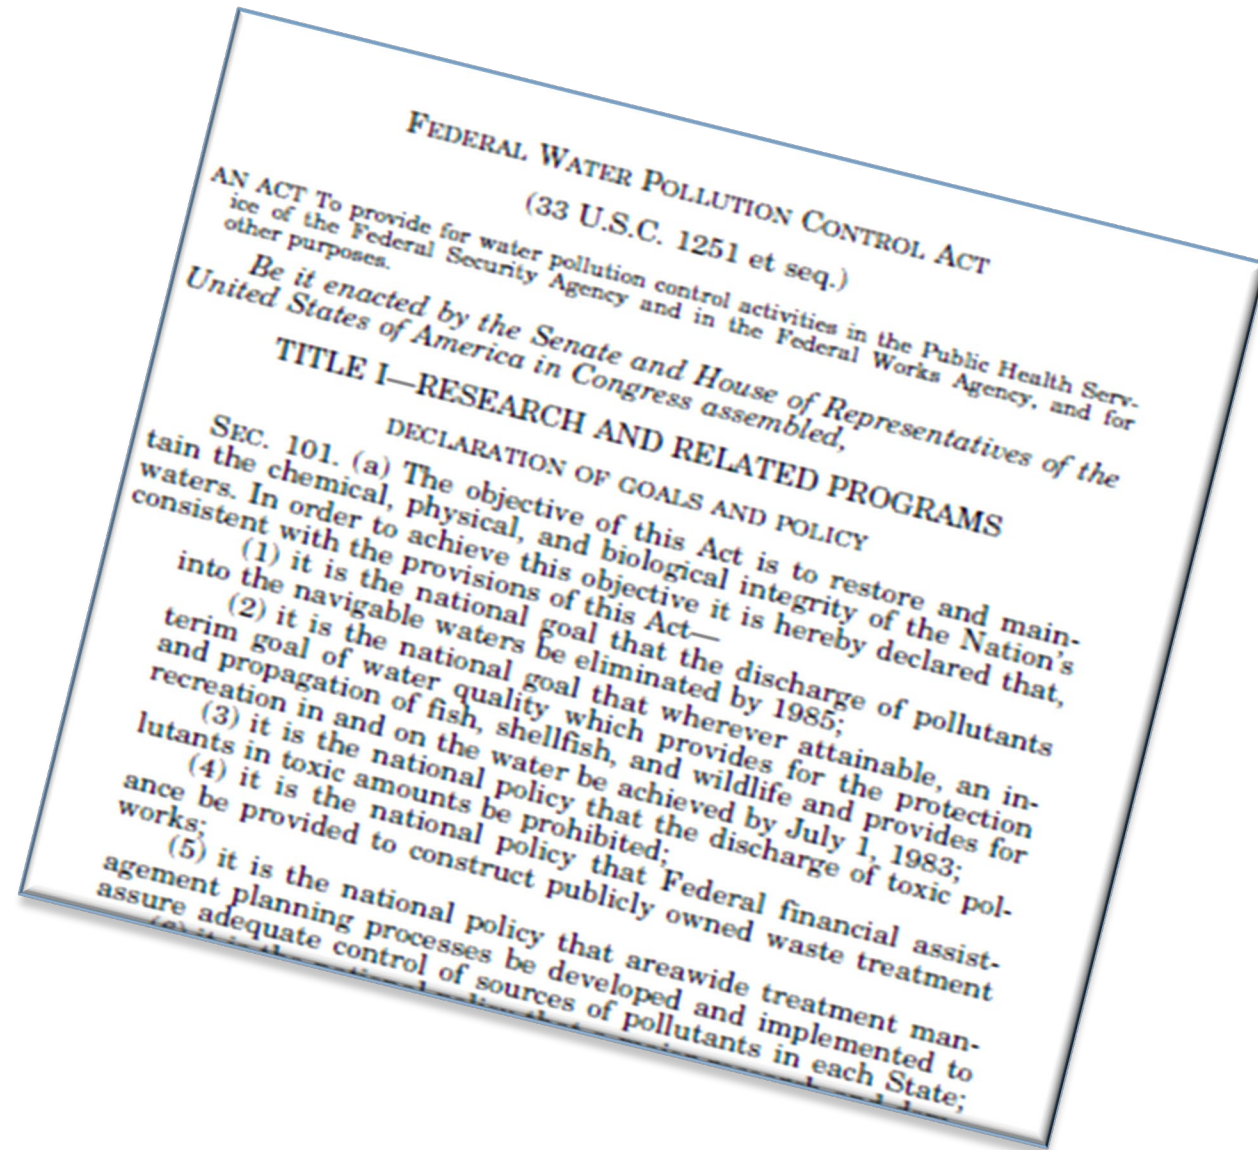 FEDERAL WATER POLLUTION CONTROL ACT
(33 U.S.C. 1251 et seq.)
AN ACT To provide for water pollution control activities in the Public Health Serv-
ice of the Federal Security Agency and in the Federal Works Agency, and for
other purposes.
Be it enacted by the Senate and House of Representatives of the
United States of America in Congress assembled,
TITLE I—RESEARCH AND RELATED PROGRAMS
DECLARATION OF GOALS AND POLICY
SEC. 101. (a) The objective of this Act is to restore and main-
tain the chemical, physical, and biological integrity of the Nation's
waters. In order to achieve this objective it is hereby declared that,
consistent with the provisions of this Act—
(1) it is the national goal that the discharge of pollutants
into the navigable waters be eliminated by 1985;
(2) it is the national goal that wherever attainable, an in-
terim goal of water quality which provides for the protection
and propagation of fish, shellfish, and wildlife and provides for
recreation in and on the water be achieved by July 1, 1983;
(3) it is the national policy that the discharge of toxic pol-
lutants in toxic amounts be prohibited;
(4) it is the national policy that Federal financial assist-
ance be provided to construct publicly owned waste treatment
works;
(5) it is the national policy that areawide treatment man-
agement planning processes be developed and implemented to
assure adequate control of sources of pollutants in each State;